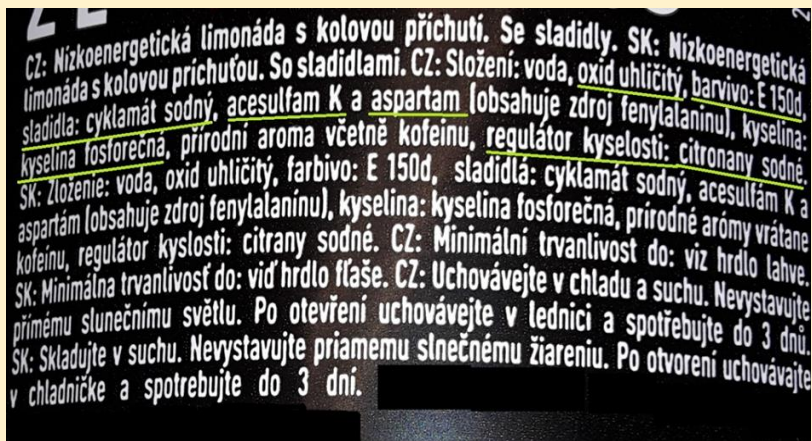 CZ: Nízkoenergetická limonáda s kolovou příchutí. Se sladidly. SK: Nízkoenergetická
limonáda s kolovou príchuťou. So sladidlami. CZ: Složení: voda, oxid uhličitý, barvivo: E 150d,
sladidla: cyklamát sodný, acesulfam K a aspartam (obsahuje zdroj fenylalaninu), kyselina:
kyselina fosforečná, přírodní aroma včetně kofeinu, regulátor kyselosti: citronany sodné.
SK: Zloženie: voda, oxid uhličitý, farbivo: E 150d, sladidlá: cyklamát sodný, acesulfám K a
aspartám (obsahuje zdroj fenylalanínu), kyselina: kyselina fosforečná, prírodné arómy vrátane
kofeínu, regulátor kyslosti: citrany sodné. CZ: Minimální trvanlivost do: viz hrdlo lahve.
SK: Minimálna trvanlivosť do: viď hrdlo fľaše. CZ: Uchovávejte v chladu a suchu. Nevystavujte
přímému slunečnímu světlu. Po otevření uchovávejte v lednici a spotřebujte do 3 dnů.
SK: Skladujte v suchu. Nevystavujte priamemu slnečnému žiareniu. Po otvorení uchovávajte
v chladničke a spotrebujte do 3 dní.